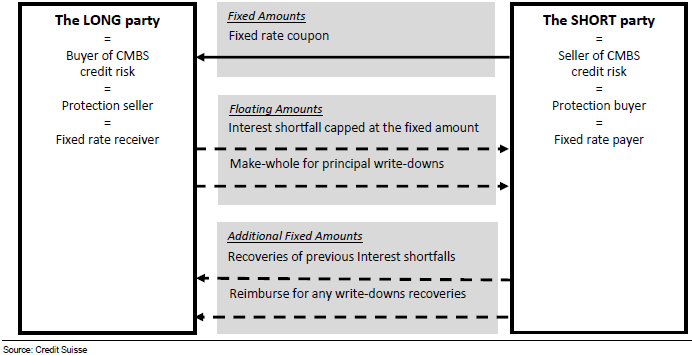 The LONG party
=
Buyer of CMBS
credit risk
=
Protection seller
=
Fixed rate receiver
Fixed Amounts
Fixed rate coupon
Floating Amounts
Interest shortfall capped at the fixed amount
Make-whole for principal write-downs
Additional Fixed Amounts
Recoveries of previous Interest shortfalls
Reimburse for any write-downs recoveries
The SHORT party
=
Seller of CMBS
credit risk
=
Protection buyer
=
Fixed rate payer
Source: Credit Suisse